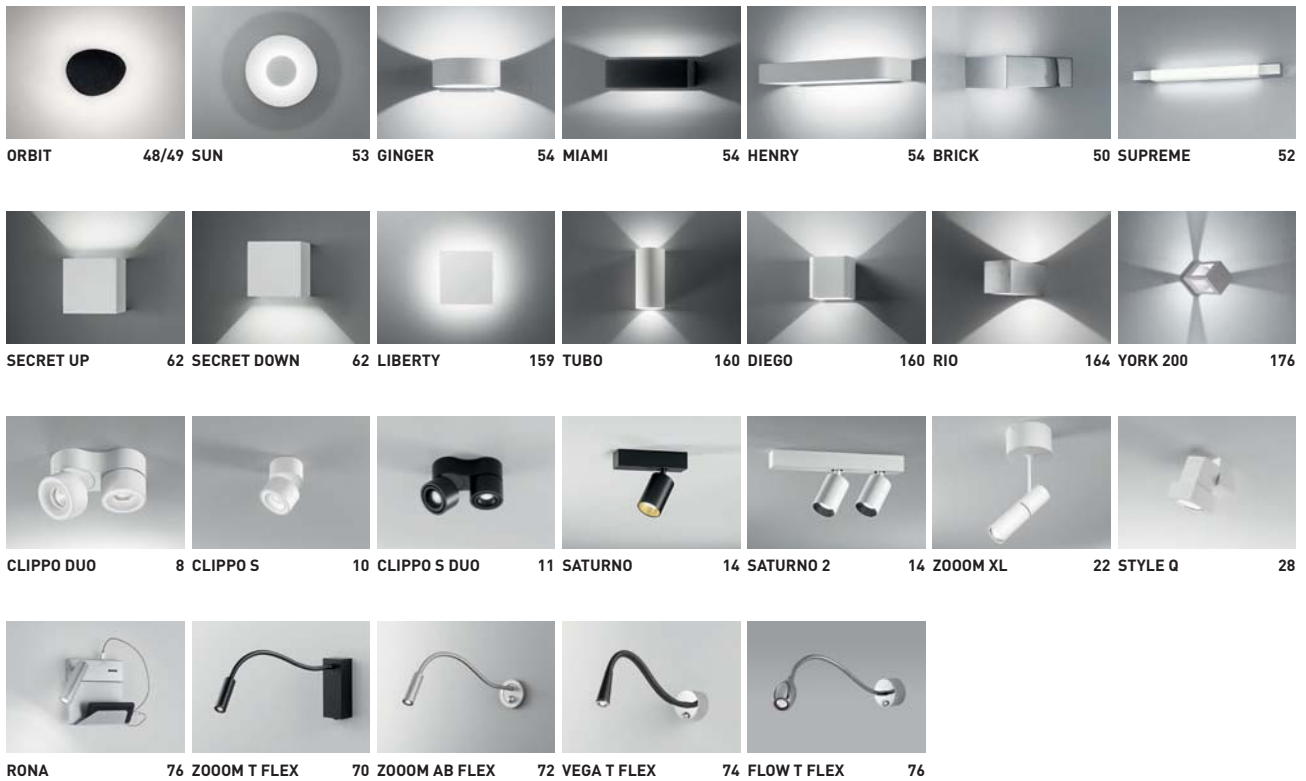 ORBIT 48/49 SUN 53 GINGER 54 MIAMI 54 HENRY 54 BRICK 50 SUPREME 52
SECRET UP 62 SECRET DOWN 62 LIBERTY 159 TUBO 160 DIEGO 160 RIO 164 YORK 200 176
CLIPPO DUO 8 CLIPPO S 10 CLIPPO S DUO 11 SATURNO 14 SATURNO 2 14 ZOOOM XL 22 STYLE Q 28
RONA 76 ZOOOM T FLEX 70 ZOOOM AB FLEX 72 VEGA T FLEX 74 FLOW T FLEX 76